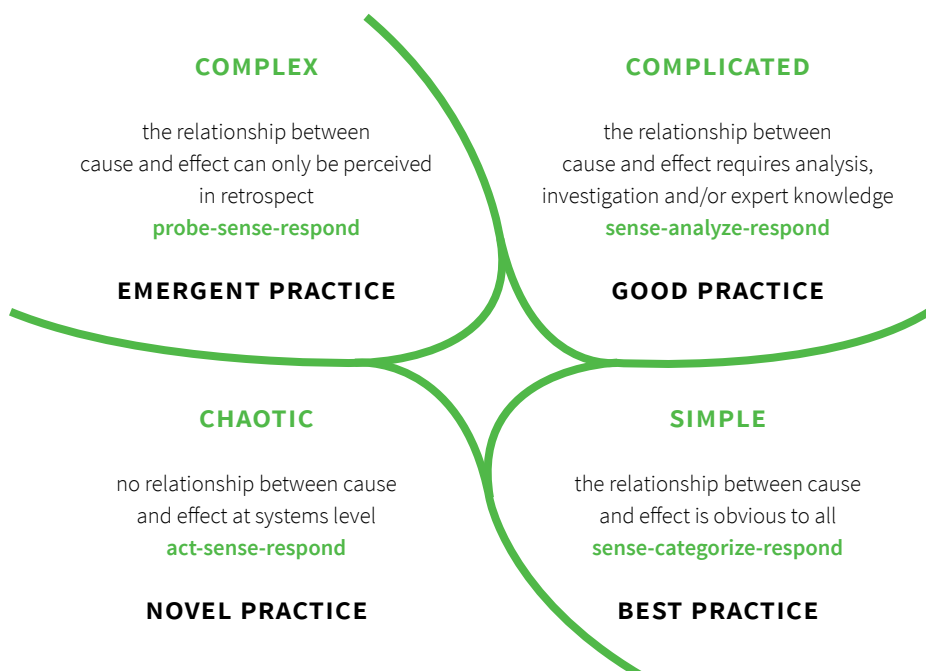 COMPLEX
the relationship between
cause and effect can only be perceived
in retrospect
probe-sense-respond
EMERGENT PRACTICE
COMPLICATED
the relationship between
cause and effect requires analysis,
investigation and/or expert knowledge
sense-analyze-respond
GOOD PRACTICE
CHAOTIC
no relationship between cause
and effect at systems level
act-sense-respond
NOVEL PRACTICE
SIMPLE
the relationship between cause
and effect is obvious to all
sense-categorize-respond
BEST PRACTICE